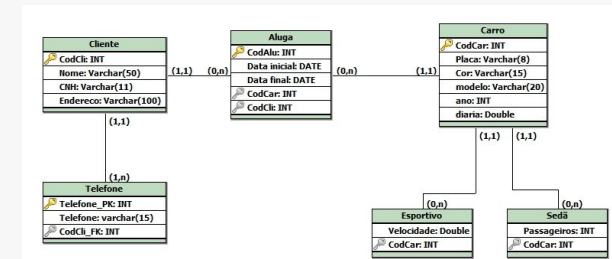 Cliente
CodCli: INT
Nome: Varchar(50)
CNH: Varchar(11)
Endereco: Varchar(100)
(1,1)
(0,n)
Aluga
CodAlu: INT
Data inicial: DATE
Data final: DATE
CodCar: INT
CodCli: INT
(0,n)
(1,1)
Carro
CodCar: INT
Placa: Varchar(8)
Cor: Varchar(15)
modelo: Varchar(20)
ano: INT
diaria: Double
(1,1)
(1,n)
Telefone
Telefone_PK: INT
Telefone: varchar(15)
CodCli_FK: INT
(1,1)
(1,1)
(0,n)
(0,n)
Esportivo
Velocidade: Double
CodCar: INT
Sedã
Passageiros: INT
CodCar: INT